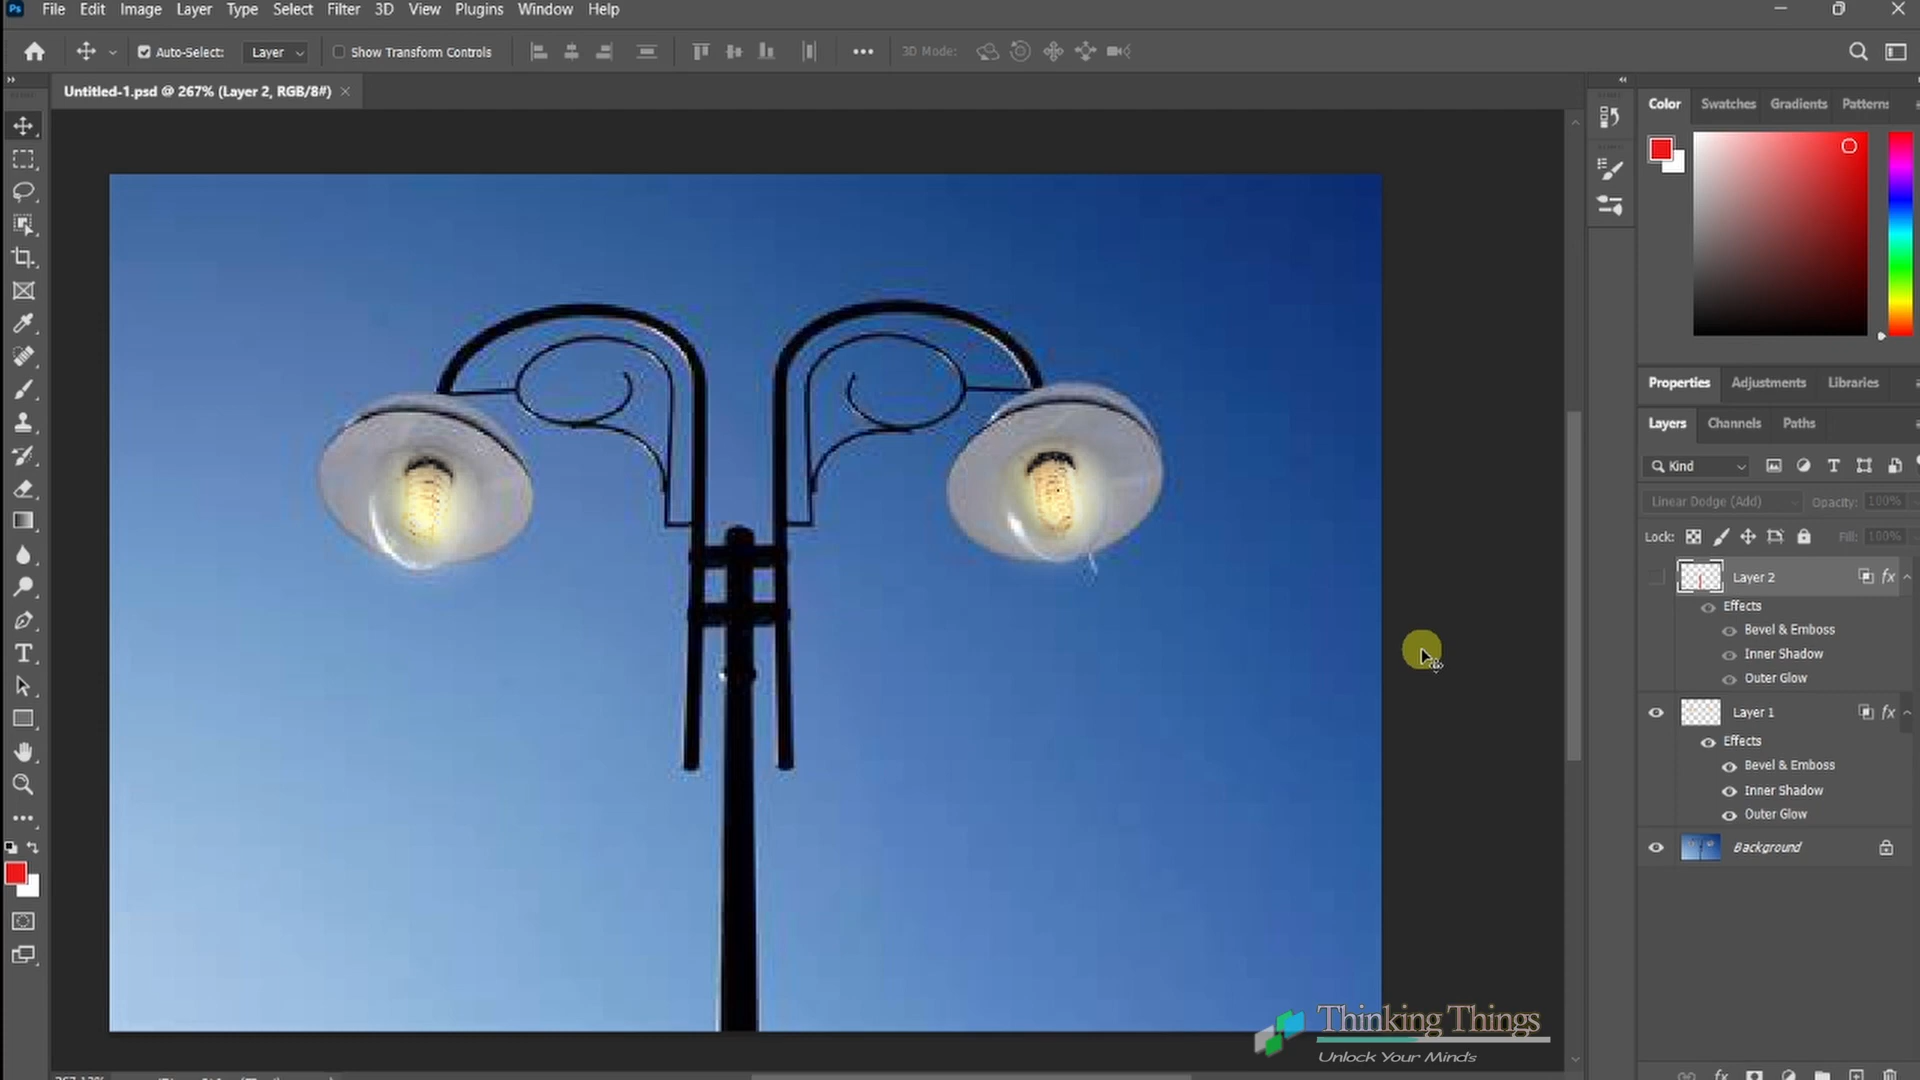 Ps File Edit Image Layer Type Select Filter 3D View Plugins Window Help
Auto-Select: Layer Show Transform Controls 3D Mode:
Untitled-1.psd @ 267% (Layer 2, RGB/8#)
Color Swatches Gradients Patterns
Properties Adjustments Libraries
Layers Channels Paths
Kind
Linear Dodge (Add) Opacity: 100%
Lock: Fill: 100%
Layer 2 fx
Effects
Bevel & Emboss
Inner Shadow
Outer Glow
Layer 1 fx
Effects
Bevel & Emboss
Inner Shadow
Outer Glow
Background
Thinking Things
Unlock Your Minds